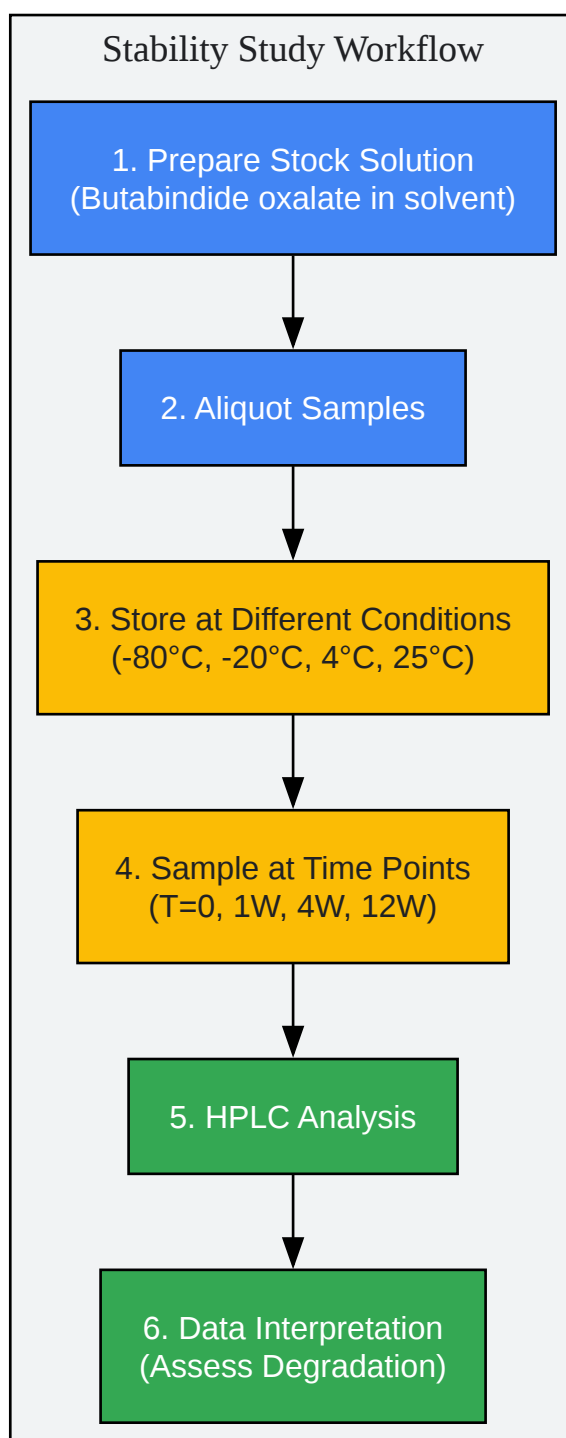 Stability Study Workflow
1. Prepare Stock Solution
(Butabindide oxalate in solvent)
2. Aliquot Samples
3. Store at Different Conditions
(-80°C, -20°C, 4°C, 25°C)
4. Sample at Time Points
(T=0, 1W, 4W, 12W)
5. HPLC Analysis
6. Data Interpretation
(Assess Degradation)